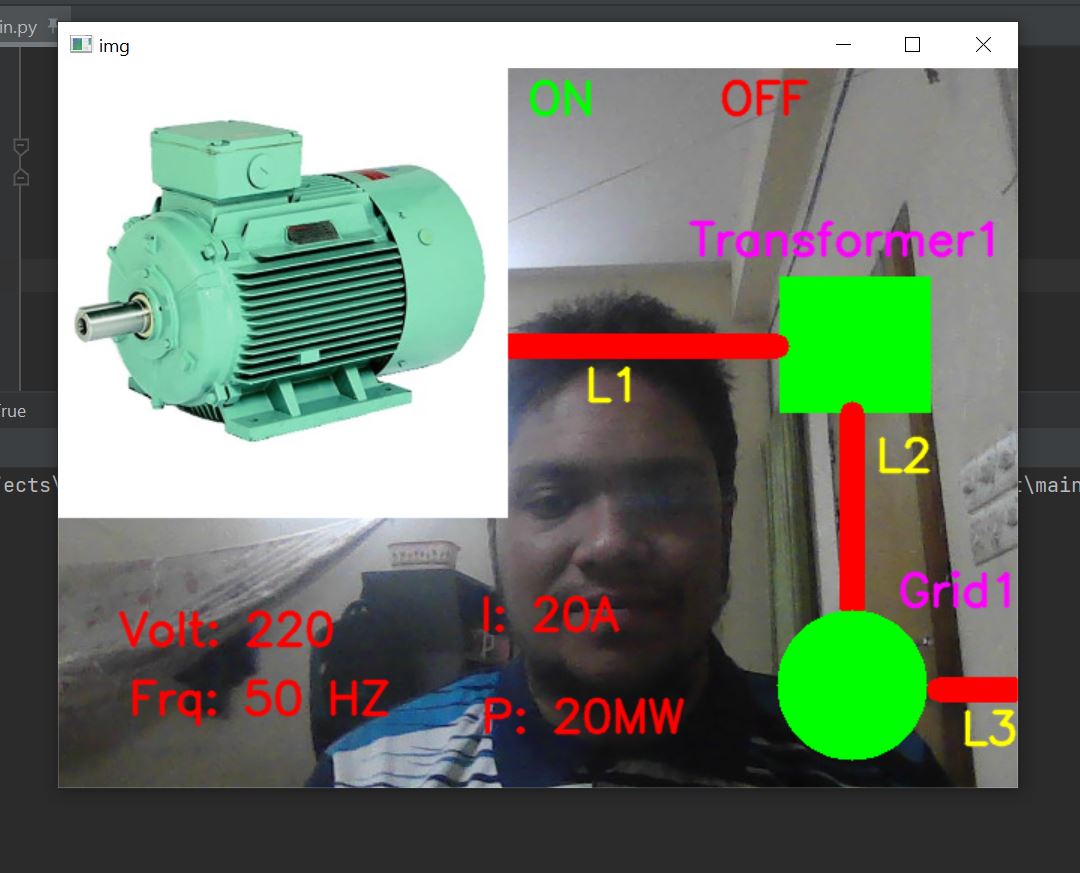 in.py
img
ON OFF
Transformer1
L1
L2
rue
ects\
t\main
Grid1
Volt: 220 I: 20A
Frq: 50 HZ P: 20MW
L3